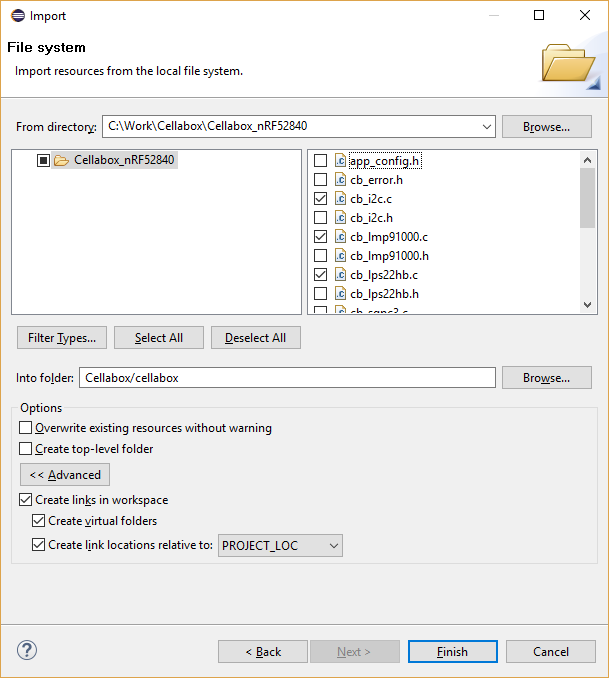 Import
File system
Import resources from the local file system.
From directory: C:\Work\Cellabox\Cellabox_nRF52840 Browse...
Cellabox_nRF52840
app_config.h
cb_error.h
cb_i2c.c
cb_i2c.h
cb_lmp91000.c
cb_lmp91000.h
cb_lps22hb.c
cb_lps22hb.h
Filter Types... Select All Deselect All
Into folder: Cellabox/cellabox Browse...
Options
Overwrite existing resources without warning
Create top-level folder
<< Advanced
Create links in workspace
Create virtual folders
Create link locations relative to: PROJECT_LOC
? < Back Next > Finish Cancel